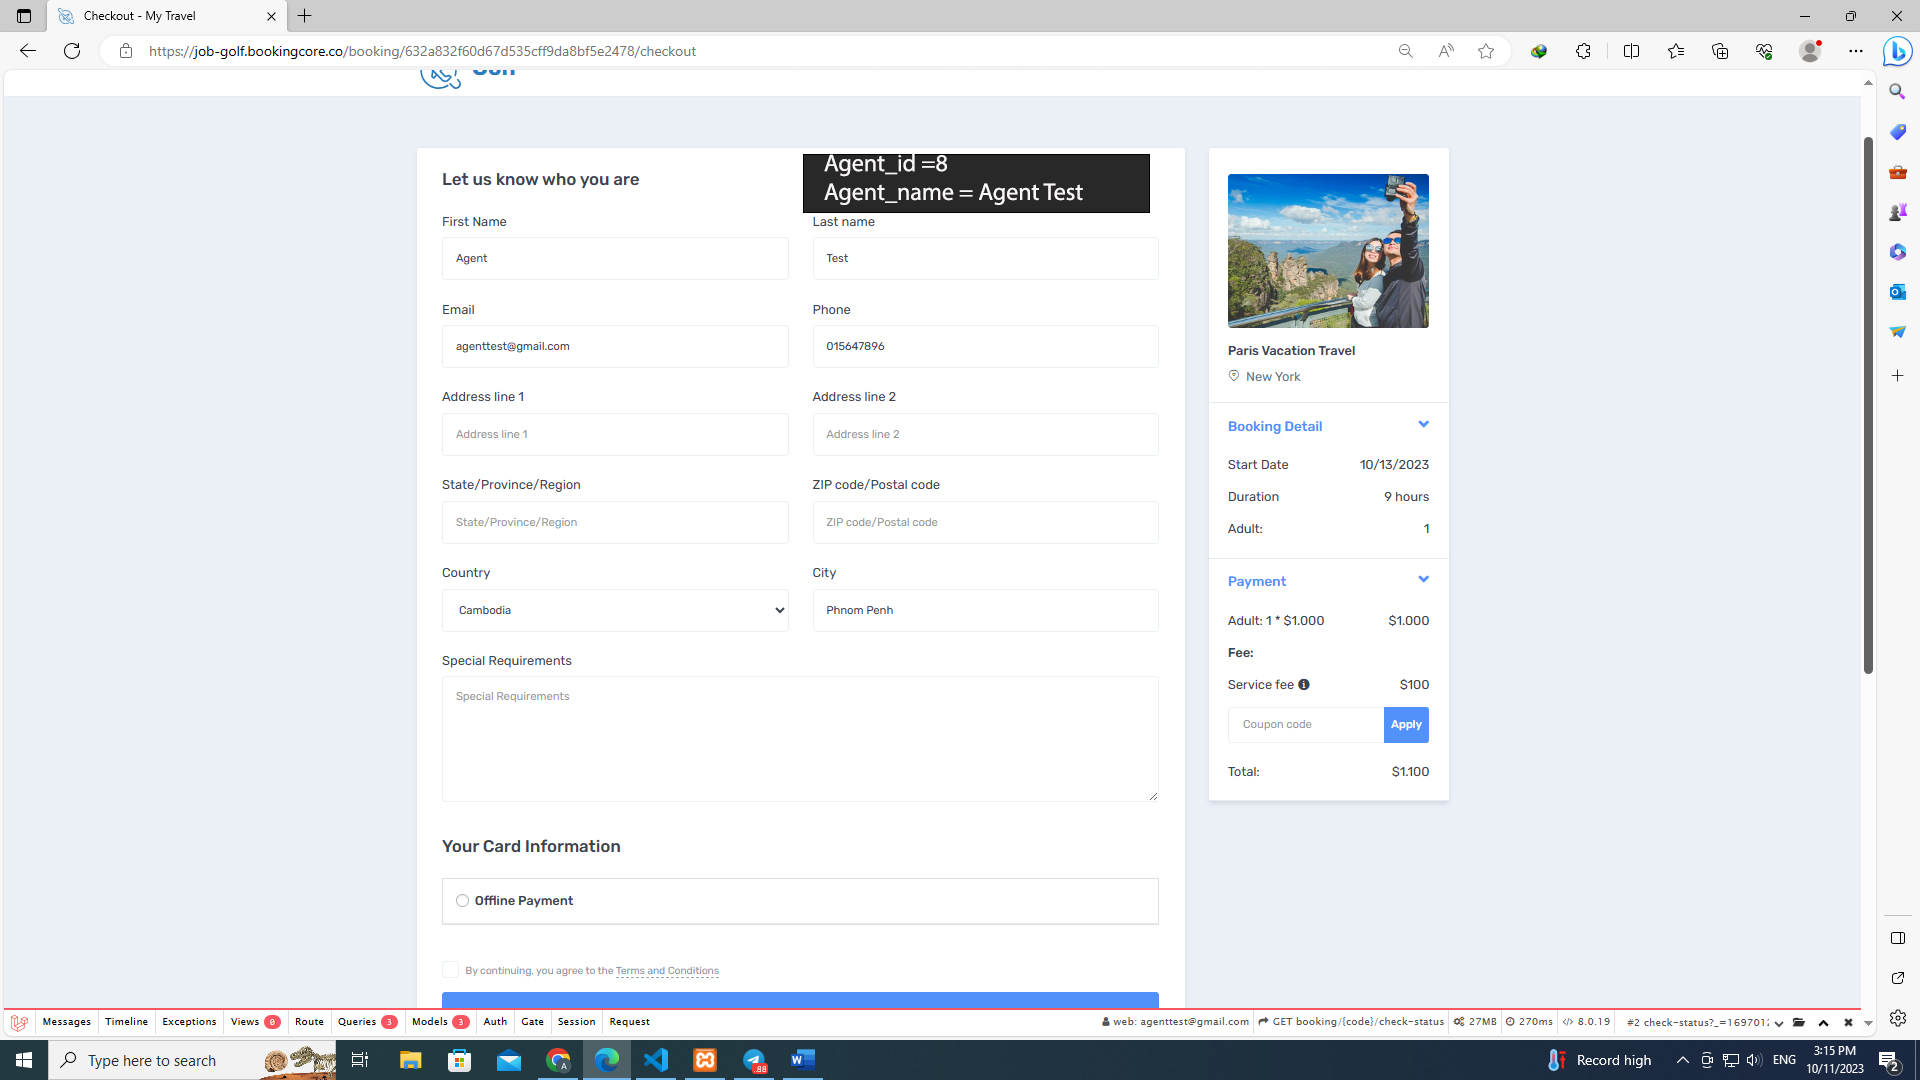 Checkout - My Travel
https://job-golf.bookingcore.co/booking/632a832f60d67d535cff9da8bf5e2478/checkout
Let us know who you are
Agent_id =8
Agent_name = Agent Test
First Name
Last name
Agent
Test
Email
Phone
agenttest@gmail.com
015647896
Address line 1
Address line 2
Address line 1
Address line 2
State/Province/Region
ZIP code/Postal code
State/Province/Region
ZIP code/Postal code
Country
City
Cambodia
Phnom Penh
Special Requirements
Special Requirements
Your Card Information
Offline Payment
By continuing, you agree to the Terms and Conditions
Paris Vacation Travel
New York
Booking Detail
Start Date 10/13/2023
Duration 9 hours
Adult: 1
Payment
Adult: 1 * $1.000 $1.000
Fee:
Service fee $100
Coupon code Apply
Total: $1.100
Messages Timeline Exceptions Views 0 Route Queries 3 Models 3 Auth Gate Session Request web: agenttest@gmail.com GET booking/{code}/check-status 27MB 270ms 8.0.19 #2 check-status?_=169701
Type here to search
88
Record high
ENG
3:15 PM
10/11/2023
2